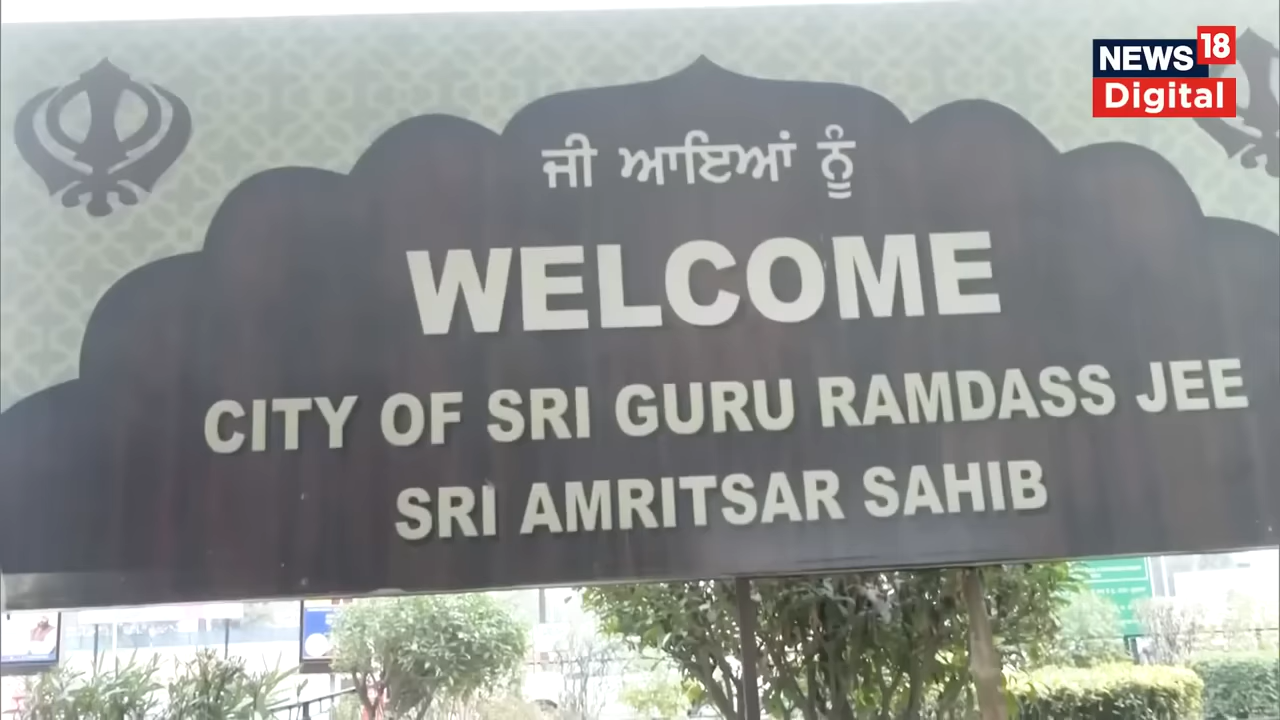 NEWS 18
Digital
ਜੀ ਆਇਆਂ ਨੂੰ
WELCOME
CITY OF SRI GURU RAMDASS JEE
SRI AMRITSAR SAHIB